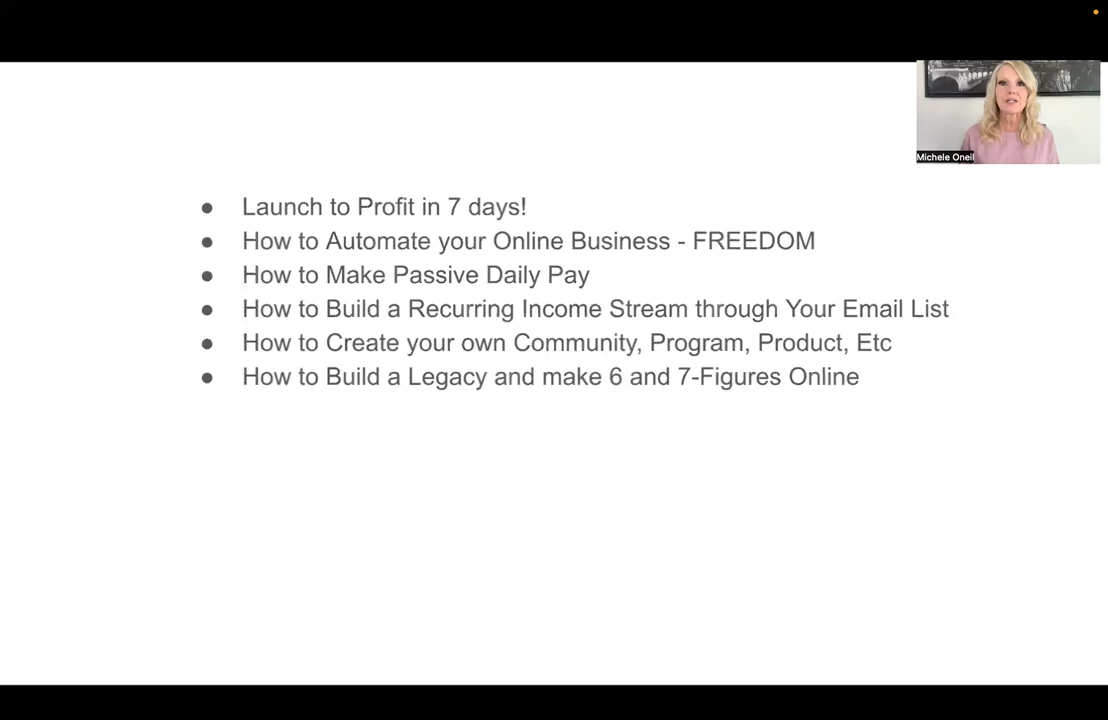 Michele Oneil
● Launch to Profit in 7 days!
● How to Automate your Online Business - FREEDOM
● How to Make Passive Daily Pay
● How to Build a Recurring Income Stream through Your Email List
● How to Create your own Community, Program, Product, Etc
● How to Build a Legacy and make 6 and 7-Figures Online